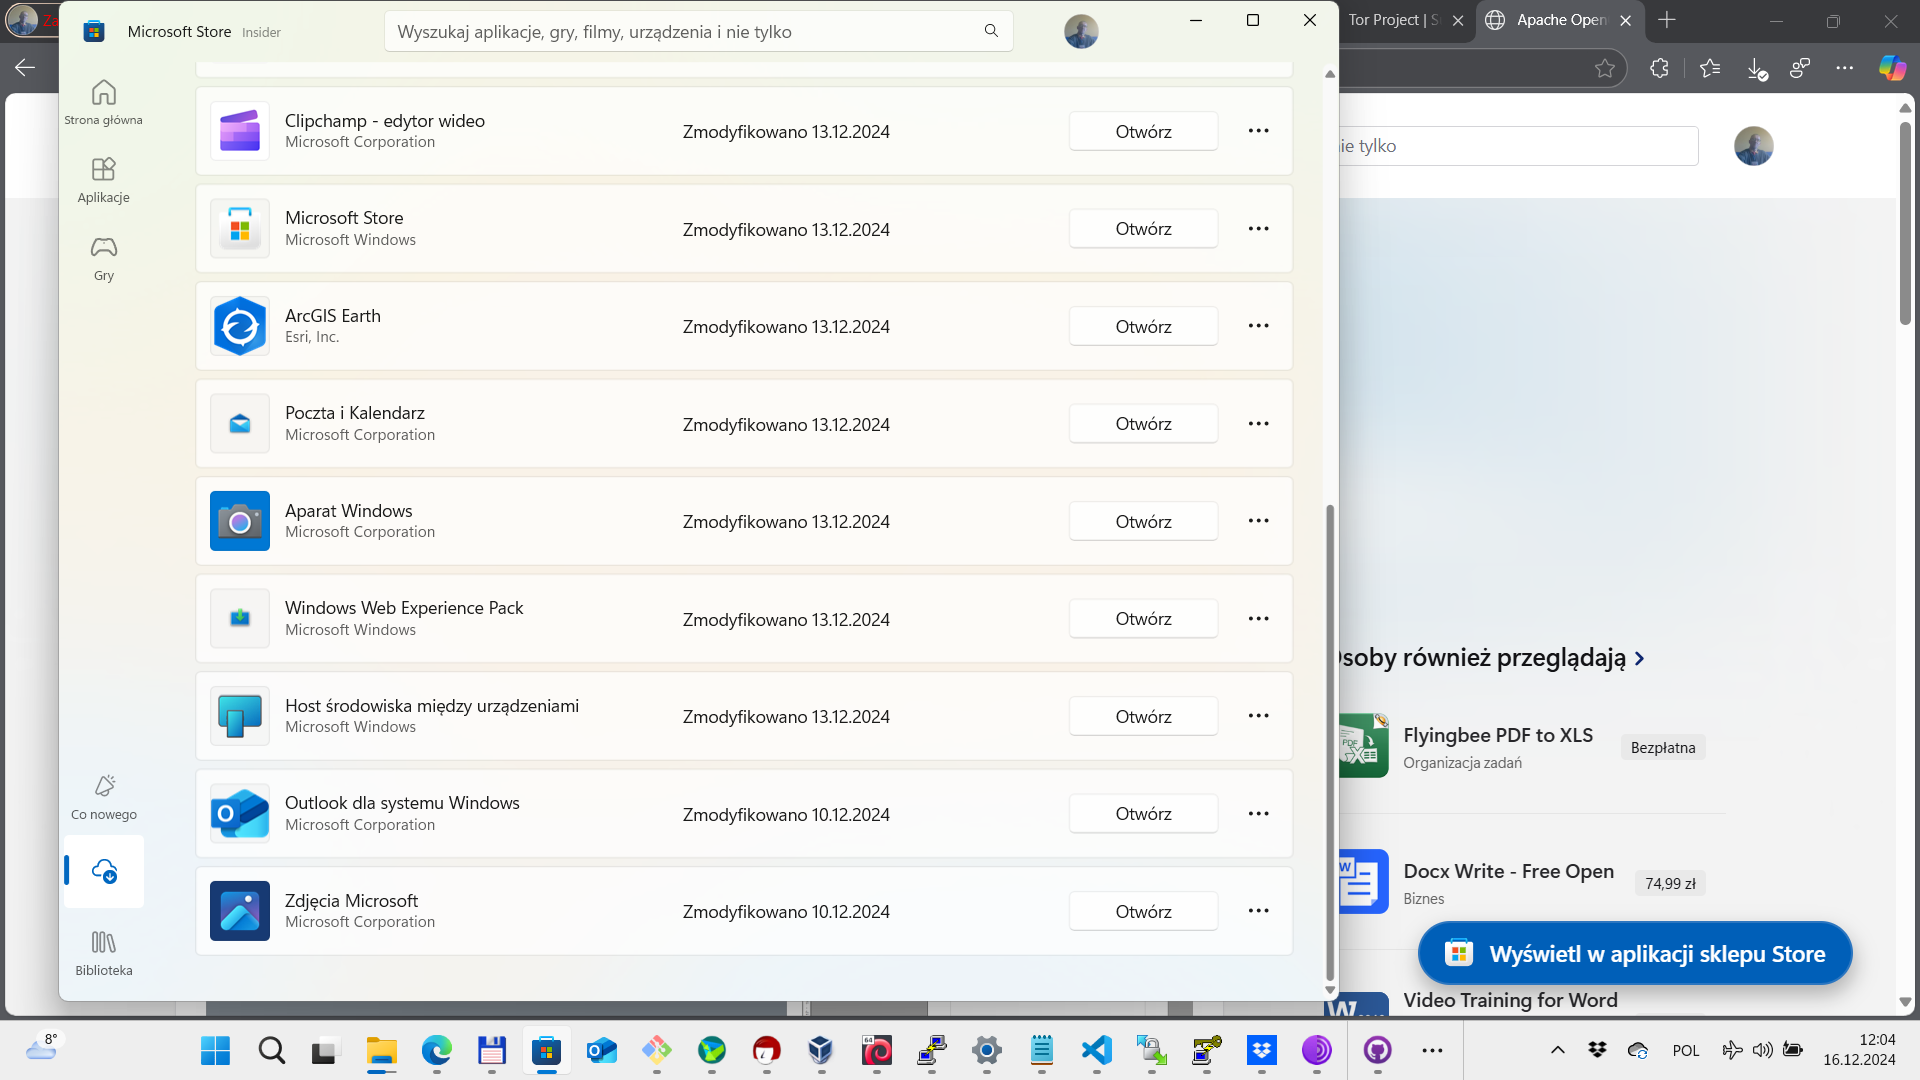 Microsoft Store Insider
Wyszukaj aplikacje, gry, filmy, urządzenia i nie tylko
Tor Project |
Apache Open
Strona główna
Aplikacje
Gry
Co nowego
Biblioteka
Clipchamp - edytor wideo
Microsoft Corporation
Zmodyfikowano 13.12.2024
Otwórz
Microsoft Store
Microsoft Windows
Zmodyfikowano 13.12.2024
Otwórz
ArcGIS Earth
Esri, Inc.
Zmodyfikowano 13.12.2024
Otwórz
Poczta i Kalendarz
Microsoft Corporation
Zmodyfikowano 13.12.2024
Otwórz
Aparat Windows
Microsoft Corporation
Zmodyfikowano 13.12.2024
Otwórz
Windows Web Experience Pack
Microsoft Windows
Zmodyfikowano 13.12.2024
Otwórz
Host środowiska między urządzeniami
Microsoft Windows
Zmodyfikowano 13.12.2024
Otwórz
Outlook dla systemu Windows
Microsoft Corporation
Zmodyfikowano 10.12.2024
Otwórz
Zdjęcia Microsoft
Microsoft Corporation
Zmodyfikowano 10.12.2024
Otwórz
ie tylko
soby również przeglądają
Flyingbee PDF to XLS
Organizacja zadań
Bezpłatna
Docx Write - Free Open
Biznes
74,99 zł
Wyświetl w aplikacji sklepu Store
Video Training for Word
8°
POL
12:04
16.12.2024